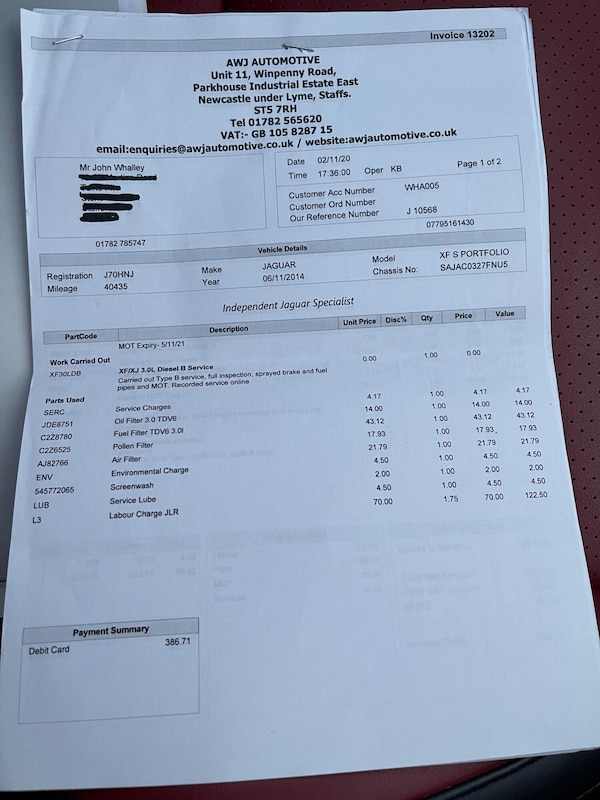 Invoice 13202
AWJ AUTOMOTIVE
Unit 11, Winpenny Road,
Parkhouse Industrial Estate East
Newcastle under Lyme, Staffs.
ST5 7RH
Tel 01782 565620
VAT:- GB 105 8287 15
email:enquiries@awjautomotive.co.uk / website:awjautomotive.co.uk
Mr John Whalley
01782 785747
Date 02/11/20 Page 1 of 2
Time 17:36:00 Oper KB
Customer Acc Number WHA005
Customer Ord Number
Our Reference Number J 10568
07795161430
Vehicle Details
Registration J70HNJ Make JAGUAR Model XF S PORTFOLIO
Mileage 40435 Year 06/11/2014 Chassis No: SAJAC0327FNU5
Independent Jaguar Specialist
PartCode Description Unit Price Disc% Qty Price Value
MOT Expiry- 5/11/21
Work Carried Out
XF30LDB XF/XJ 3.0L Diesel B Service 0.00 1.00 0.00
Carried out Type B service, full inspection, sprayed brake and fuel
pipes and MOT. Recorded service online
Parts Used
SERC Service Charges 4.17 1.00 4.17 4.17
JDE8751 Oil Filter 3.0 TDV6 14.00 1.00 14.00 14.00
C2Z8780 Fuel Filter TDV6 3.0l 43.12 1.00 43.12 43.12
C2Z6525 Pollen Filter 17.93 1.00 17.93 17.93
AJ82766 Air Filter 21.79 1.00 21.79 21.79
ENV Environmental Charge 4.50 1.00 4.50 4.50
545772065 Screenwash 2.00 1.00 2.00 2.00
LUB Service Lube 4.50 1.00 4.50 4.50
L3 Labour Charge JLR 70.00 1.75 70.00 122.50
Payment Summary
Debit Card 386.71